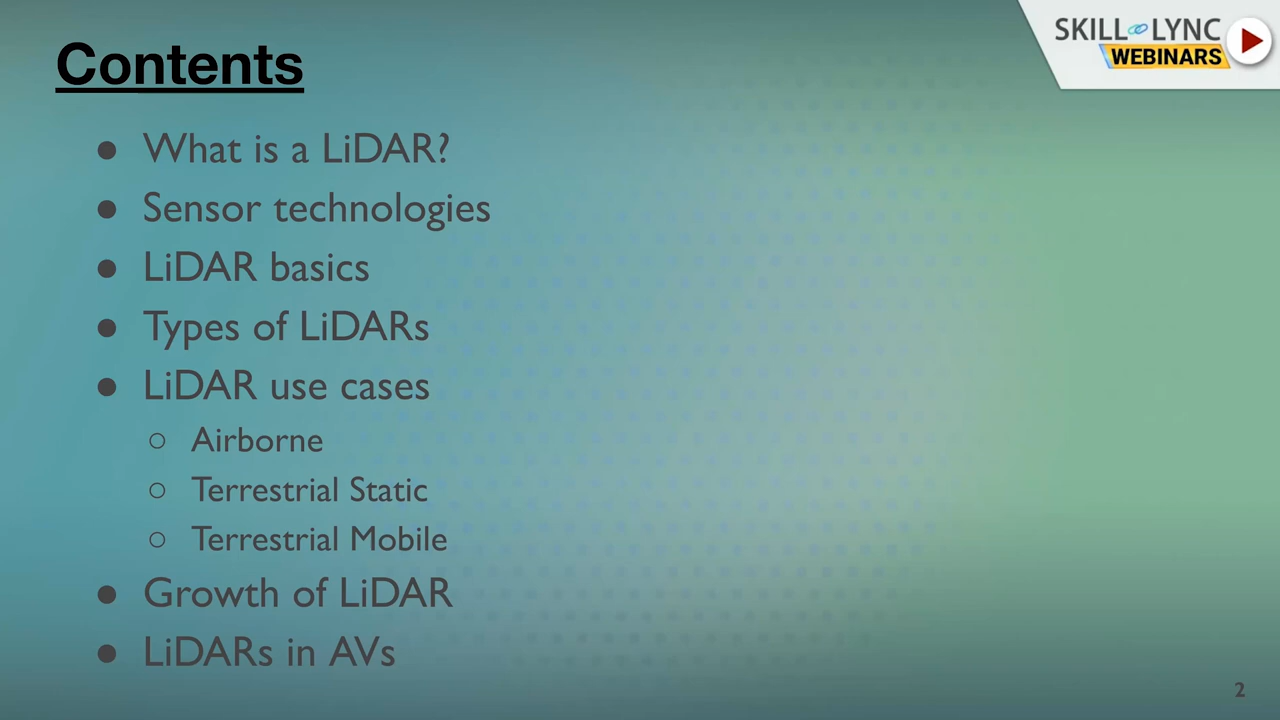 Contents
SKILL LYNC
WEBINARS
● What is a LiDAR?
● Sensor technologies
● LiDAR basics
● Types of LiDARs
● LiDAR use cases
○ Airborne
○ Terrestrial Static
○ Terrestrial Mobile
● Growth of LiDAR
● LiDARs in AVs
2